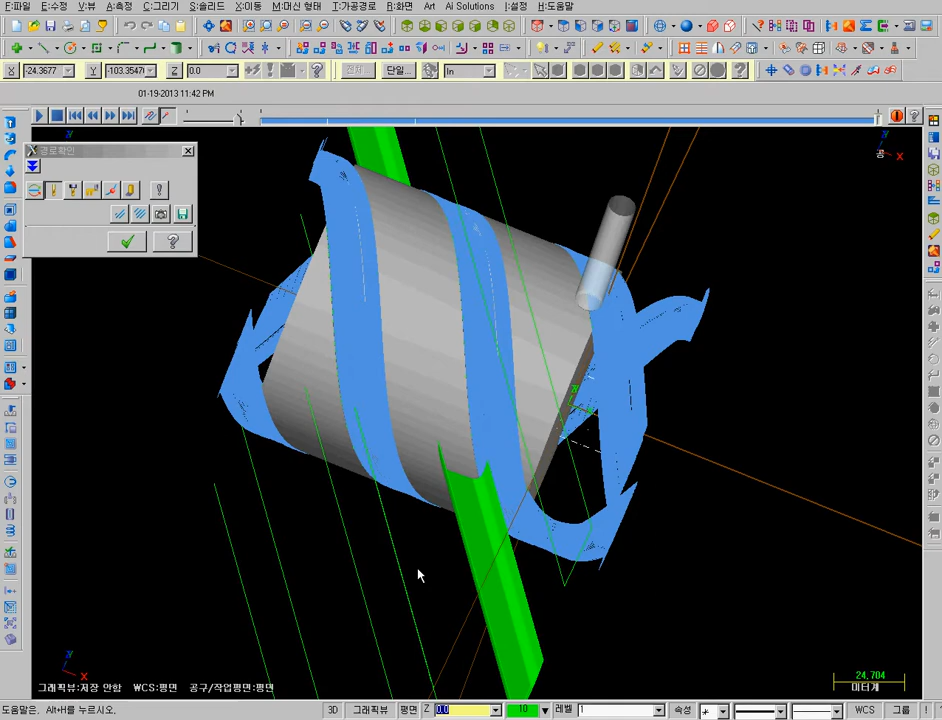 F:파일 E:수정 V:뷰 A:측정 C:그리기 S:솔리드 X:이동 M:머신 형태 T:가공경로 R:화면 Art Ai Solutions I:설정 H:도움말
X -24.3677 Y -103.35476 Z 0.0 전체... 단일... In
01-19-2013 11:42 PM
경로확인
Y
Y
공 X
Y
X
그래픽뷰:저장 안함 WCS:평면 공구/작업평면:평면
24.704
미터계
도움말은. Alt+H를 누르시오. 3D 그래픽뷰 평면 Z 0.0 10 레벨 1 속성 WCS 그룹 !